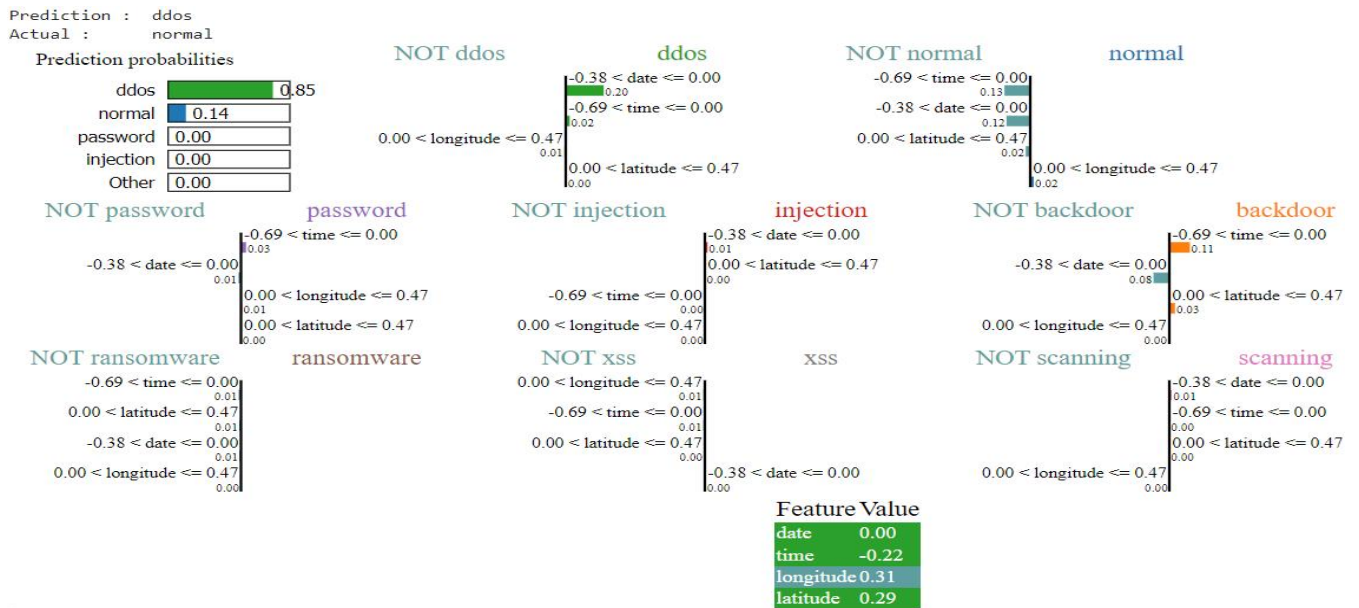 Prediction :  ddos
Actual :      normal
Prediction probabilities
ddos 0.85
normal 0.14
password 0.00
injection 0.00
Other 0.00
NOT ddos ddos
-0.38 < date <= 0.00
0.20
-0.69 < time <= 0.00
0.02
0.00 < longitude <= 0.47
0.01
0.00 < latitude <= 0.47
0.00
NOT normal normal
-0.69 < time <= 0.00
0.13
-0.38 < date <= 0.00
0.12
0.00 < latitude <= 0.47
0.02
0.00 < longitude <= 0.47
0.02
NOT password password
-0.69 < time <= 0.00
0.03
-0.38 < date <= 0.00
0.01
0.00 < longitude <= 0.47
0.01
0.00 < latitude <= 0.47
0.00
NOT injection injection
-0.38 < date <= 0.00
0.01
0.00 < latitude <= 0.47
0.00
-0.69 < time <= 0.00
0.00
0.00 < longitude <= 0.47
0.00
NOT backdoor backdoor
-0.69 < time <= 0.00
0.11
-0.38 < date <= 0.00
0.08
0.00 < latitude <= 0.47
0.03
0.00 < longitude <= 0.47
0.00
NOT ransomware ransomware
-0.69 < time <= 0.00
0.01
0.00 < latitude <= 0.47
0.01
-0.38 < date <= 0.00
0.01
0.00 < longitude <= 0.47
0.00
NOT xss xss
0.00 < longitude <= 0.47
0.01
-0.69 < time <= 0.00
0.01
0.00 < latitude <= 0.47
0.00
-0.38 < date <= 0.00
0.00
NOT scanning scanning
-0.38 < date <= 0.00
0.01
-0.69 < time <= 0.00
0.00
0.00 < latitude <= 0.47
0.00
0.00 < longitude <= 0.47
0.00
Feature Value
date 0.00
time -0.22
longitude 0.31
latitude 0.29